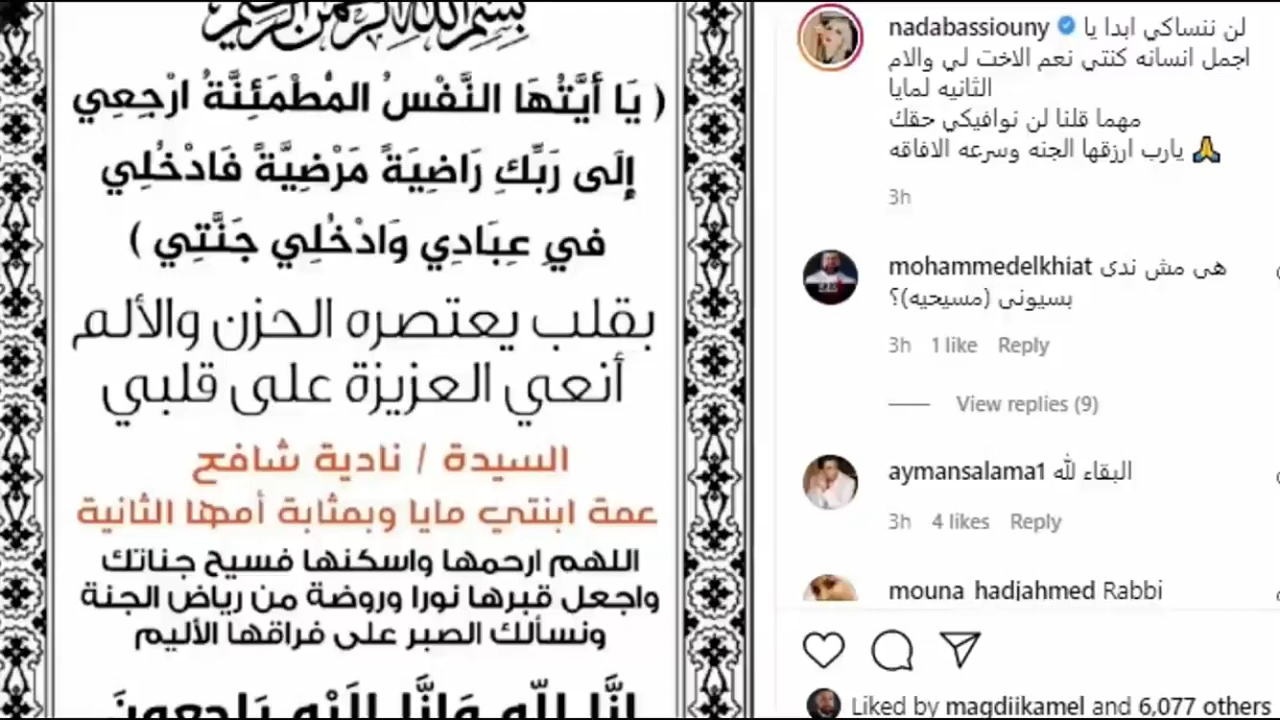 بسم الله الرحمن الرحيم
( يَا أَيَّتُهَا النَّفْسُ المُطْمَئِنَّةُ ارْجِعِي
إِلَى رَبِّكِ رَاضِيَةً مَرْضِيَّةً فَادْخُلِي
في عِبَادِي وَادْخُلِي جَنَّتِي )
بقلب يعتصره الحزن والألم
أنعي العزيزة على قلبي
السيدة / نادية شافع
عمة ابنتي مايا وبمثابة أمها الثانية
اللهم ارحمها واسكنها فسيح جناتك
واجعل قبرها نورا وروضة من رياض الجنة
ونسألك الصبر على فراقها الأليم
إِنَّا لِلّهِ وَإِنَّا إِلَيْهِ رَاجِعونَ
nadabassiouny لن ننساكي ابدا يا
اجمل انسانه كنتي نعم الاخت لي والام
الثانيه لمايا
مهما قلنا لن نوافيكي حقك
يارب ارزقها الجنه وسرعه الافاقه 🙏
3h
mohammedelkhiat هى مش ندى
بسيونى (مسيحيه)؟
3h 1 like Reply
View replies (9)
aymansalama1 البقاء لله
3h 4 likes Reply
mouna_hadjahmed Rabbi
Liked by magdiikamel and 6,077 others